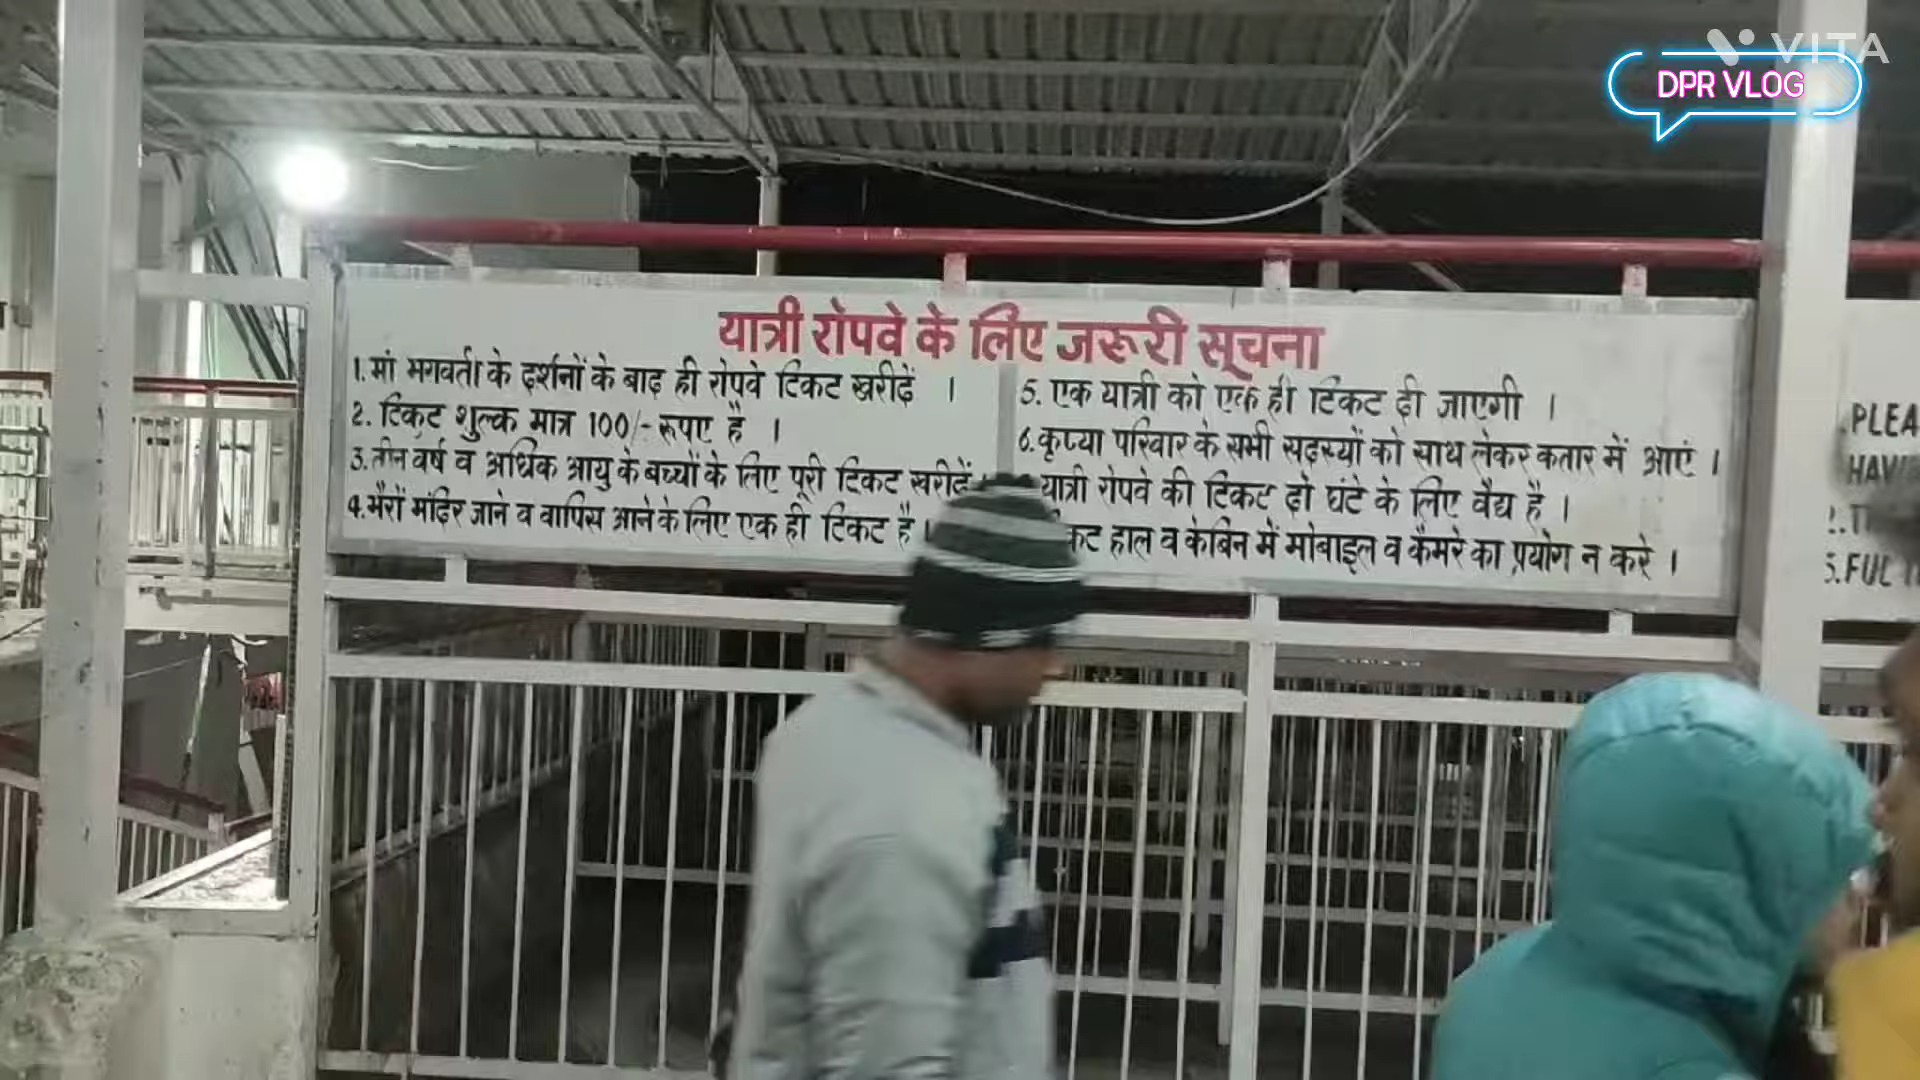 VITA
DPR VLOG
यात्री रोपवे के लिए जरूरी सूचना
1. मां भगवती के दर्शनों के बाद ही रोपवे टिकट खरीदें ।
2. टिकट शुल्क मात्र 100/- रूपए है ।
3. तीन वर्ष व अधिक आयु के बच्चों के लिए पूरी टिकट खरीदें
4. भैरों मंदिर जाने व वापिस आने के लिए एक ही टिकट है ।
5. एक यात्री को एक ही टिकट दी जाएगी ।
6. कृप्या परिवार के सभी सदस्यों को साथ लेकर कतार में आएं ।
यात्री रोपवे की टिकट दो घंटे के लिए वैद्य है ।
हाल व केबिन में मोबाइल व कैमरे का प्रयोग न करे ।
PLEA
HAV
5. FUL